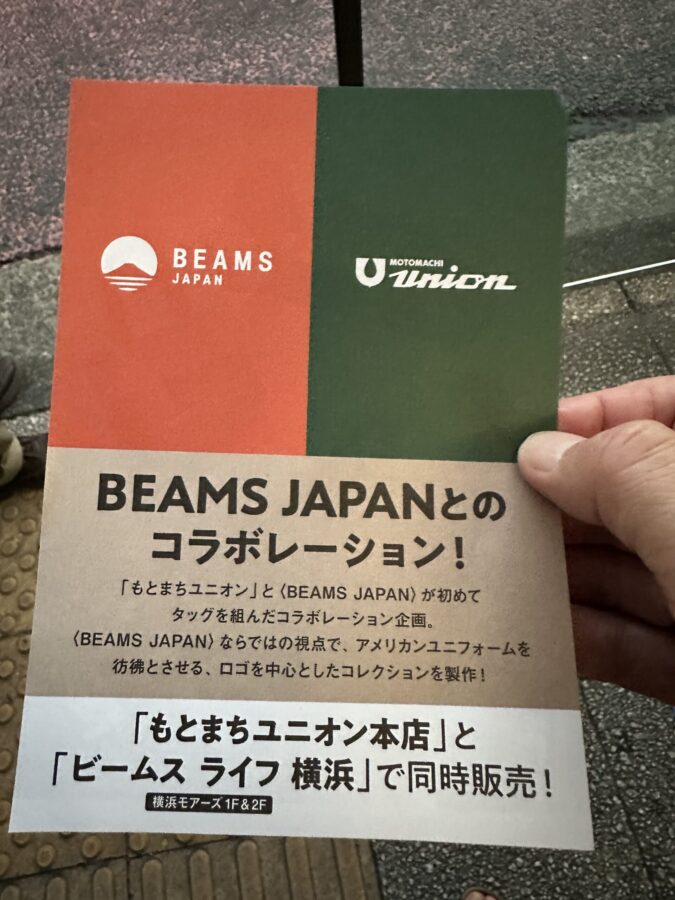 BEAMS
JAPAN
MOTOMACHI
Union
BEAMS JAPANとの
コラボレーション!
「もとまちユニオン」と〈BEAMS JAPAN〉が初めて
タッグを組んだコラボレーション企画。
〈BEAMS JAPAN〉ならではの視点で、アメリカンユニフォームを
彷彿とさせる、ロゴを中心としたコレクションを製作!
「もとまちユニオン本店」と
「ビームス ライフ 横浜」で同時販売!
横浜モアーズ1F&2F